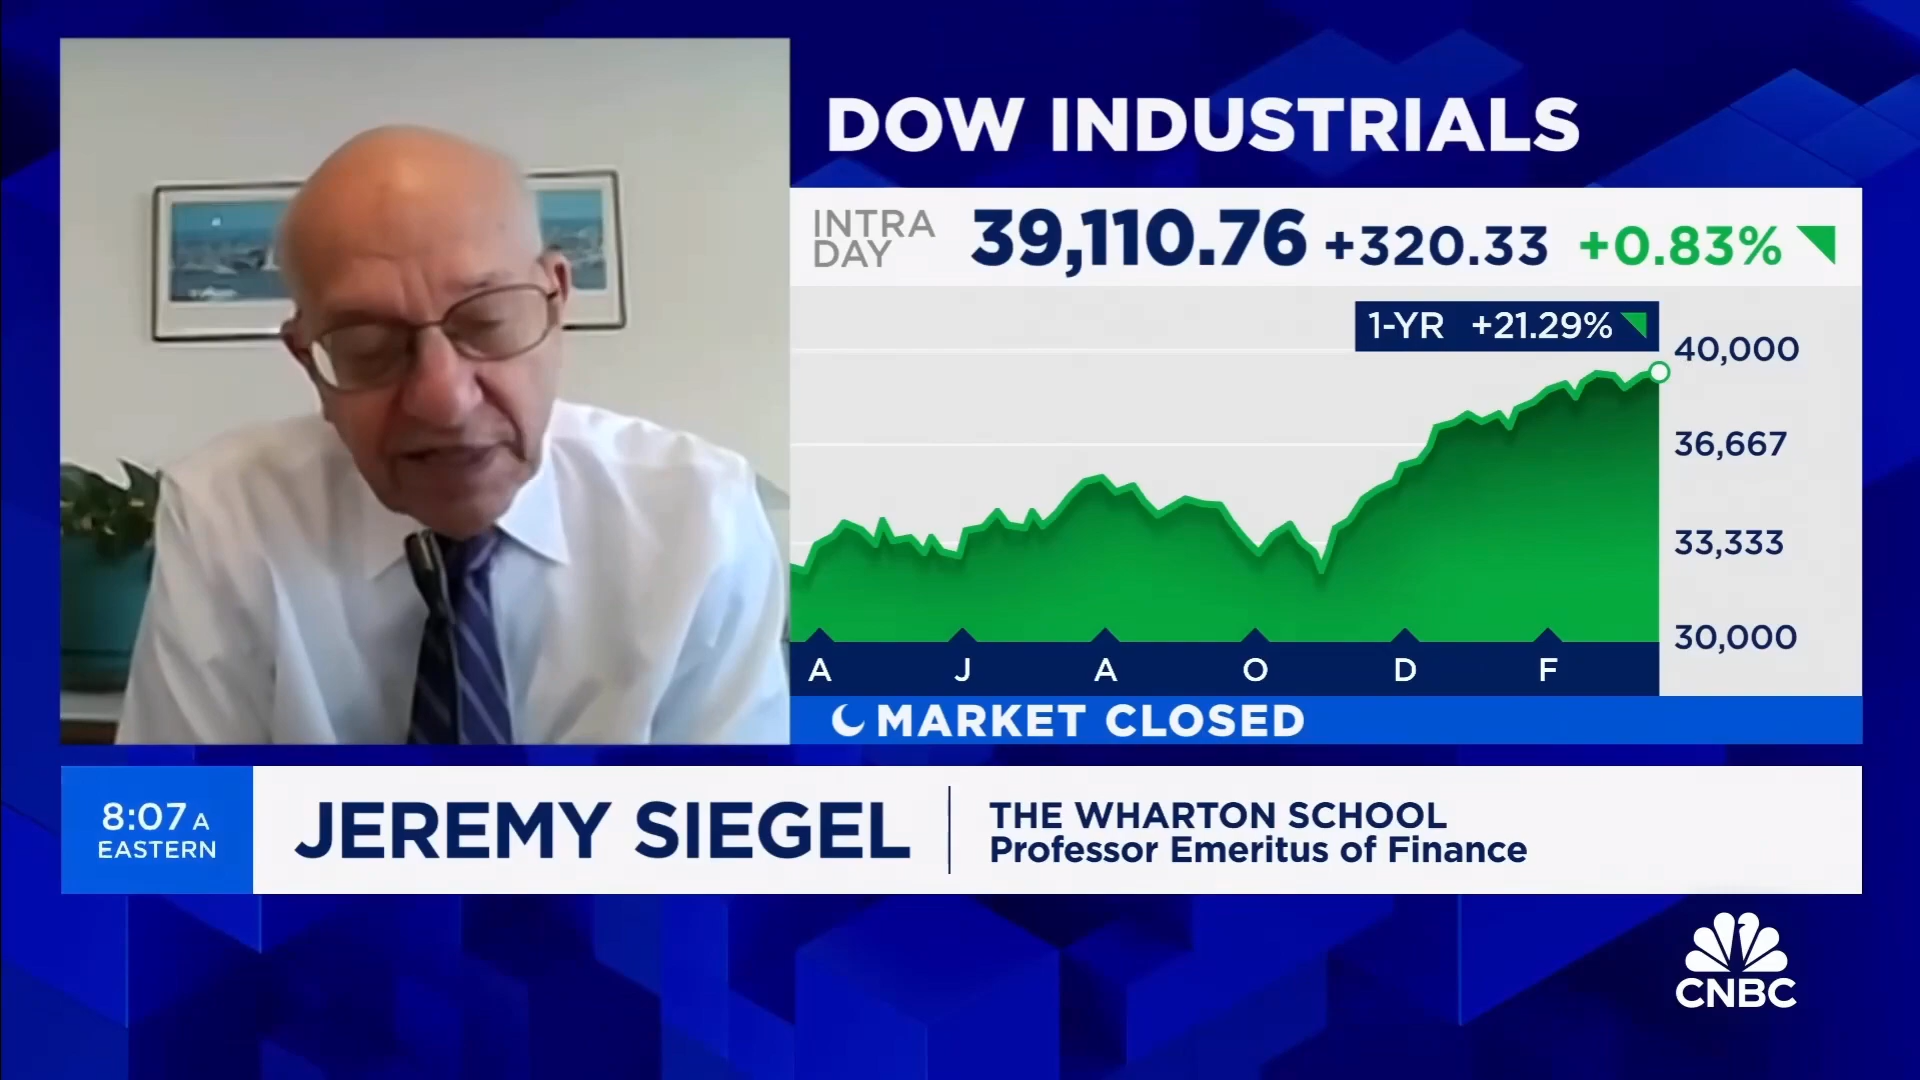 DOW INDUSTRIALS
INTRA
DAY
39,110.76 +320.33 +0.83%
1-YR +21.29%
40,000
36,667
33,333
30,000
A J A O D F
MARKET CLOSED
8:07 A
EASTERN
JEREMY SIEGEL
THE WHARTON SCHOOL
Professor Emeritus of Finance
CNBC